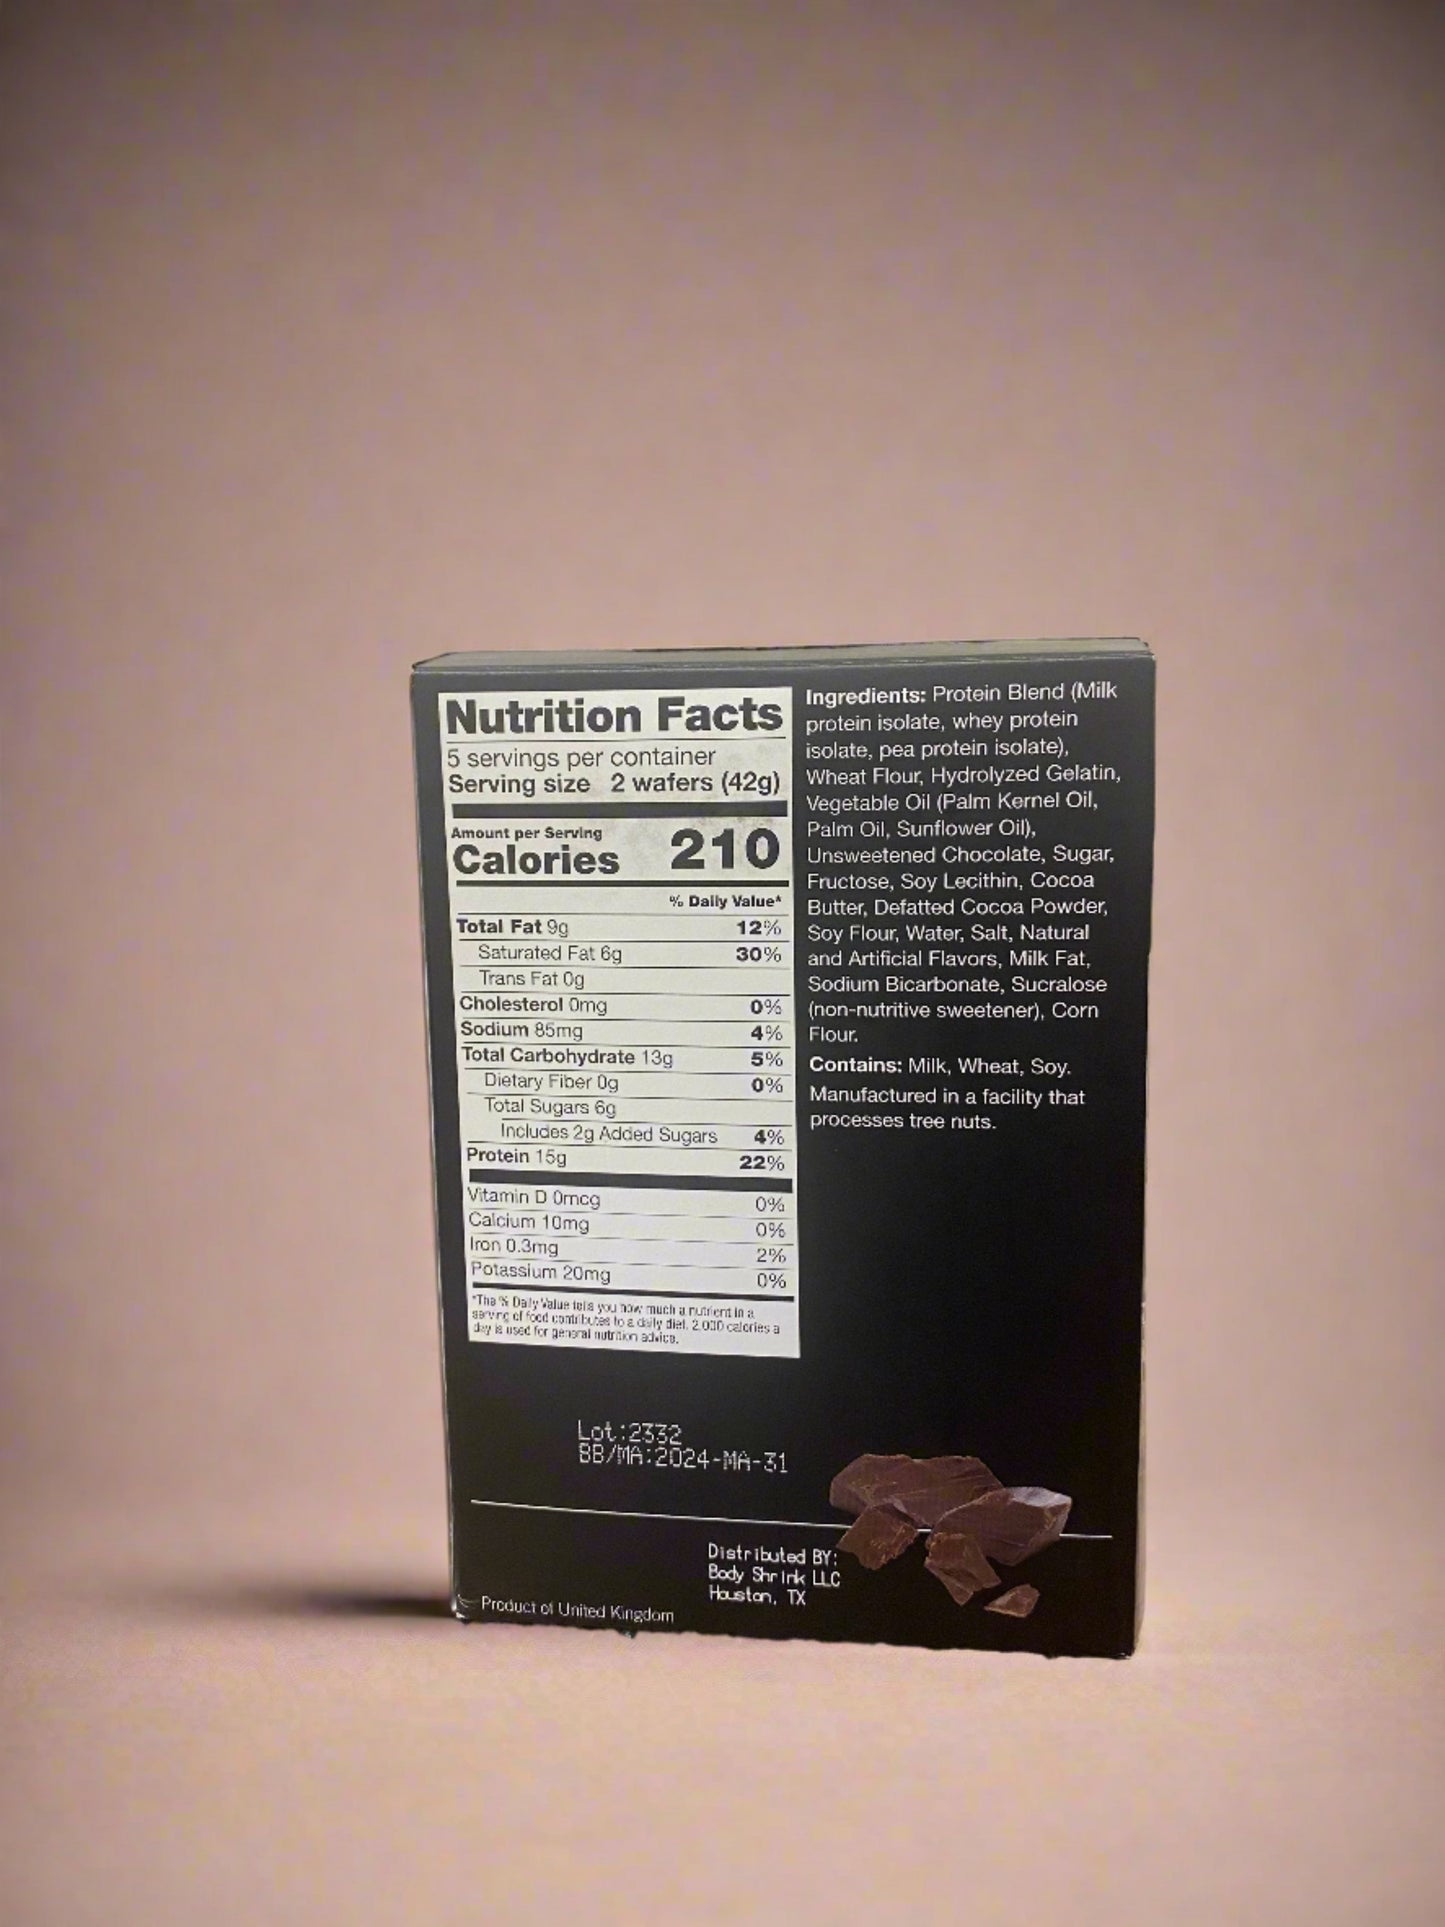 Nutrition Facts
5 servings per container
Serving size 2 wafers (42g)
Amount per Serving
Calories 210
% Daily Value*
Total Fat 9g 12%
Saturated Fat 6g 30%
Trans Fat 0g
Cholesterol 0mg 0%
Sodium 85mg 4%
Total Carbohydrate 13g 5%
Dietary Fiber 0g 0%
Total Sugars 6g
Includes 2g Added Sugars 4%
Protein 15g 22%
Vitamin D 0mcg 0%
Calcium 10mg 0%
Iron 0.3mg 2%
Potassium 20mg 0%
*The % Daily Value tells you how much a nutrient in a
serving of food contributes to a daily diet. 2,000 calories a
day is used for general nutrition advice.
Ingredients: Protein Blend (Milk
protein isolate, whey protein
isolate, pea protein isolate),
Wheat Flour, Hydrolyzed Gelatin,
Vegetable Oil (Palm Kernel Oil,
Palm Oil, Sunflower Oil),
Unsweetened Chocolate, Sugar,
Fructose, Soy Lecithin, Cocoa
Butter, Defatted Cocoa Powder,
Soy Flour, Water, Salt, Natural
and Artificial Flavors, Milk Fat,
Sodium Bicarbonate, Sucralose
(non-nutritive sweetener), Corn
Flour.
Contains: Milk, Wheat, Soy.
Manufactured in a facility that
processes tree nuts.
Lot:2332
BB/MA:2024-MA-31
Distributed BY:
Body Shrink LLC
Houston, TX
Product of United Kingdom